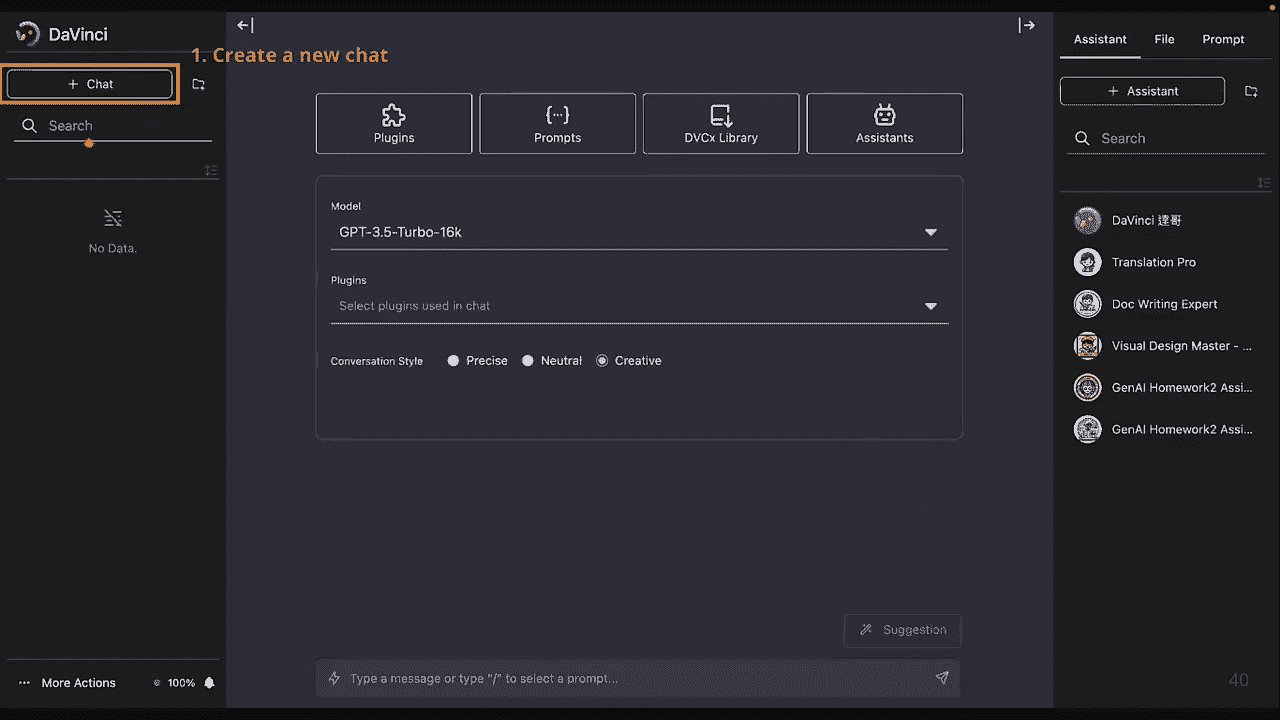 DaVinci
1. Create a new chat
+ Chat
Search
No Data.
More Actions
100%
Plugins
Prompts
DVCx Library
Assistants
Model
GPT-3.5-Turbo-16k
Plugins
Select plugins used in chat
Conversation Style
Precise
Neutral
Creative
Suggestion
Type a message or type "/" to select a prompt...
Assistant
File
Prompt
+ Assistant
Search
DaVinci 達哥
Translation Pro
Doc Writing Expert
Visual Design Master - ...
GenAI Homework2 Assi...
GenAI Homework2 Assi...
40